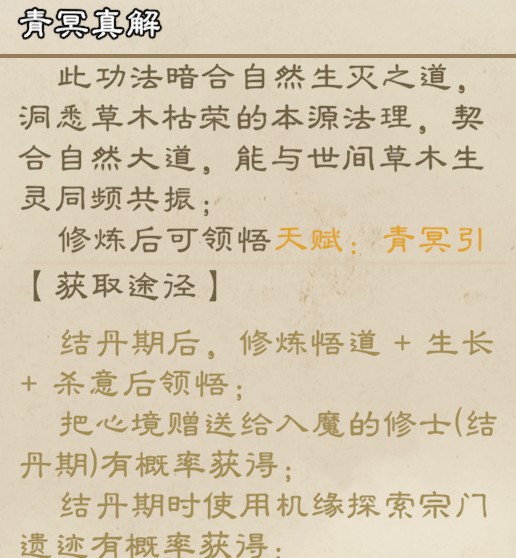 青冥真解
此功法暗合自然生灭之道，
洞悉草木枯荣的本源法理，契
合自然大道，能与世间草木生
灵同频共振；
修炼后可领悟天赋：青冥引
【获取途径】
结丹期后，修炼悟道 + 生长
+ 杀意后领悟；
把心境赠送给入魔的修士(结
丹期)有概率获得；
结丹期时使用机缘探索宗门
遗迹有概率获得；